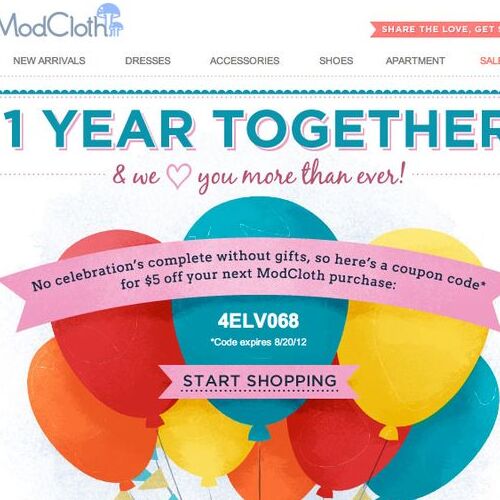 ModCloth
SHARE THE LOVE, GET
NEW ARRIVALS DRESSES ACCESSORIES SHOES APARTMENT SALE
1 YEAR TOGETHER
& we ♡ you more than ever!
No celebration's complete without gifts, so here's a coupon code*
for $5 off your next ModCloth purchase:
4ELV068
*Code expires 8/20/12
START SHOPPING